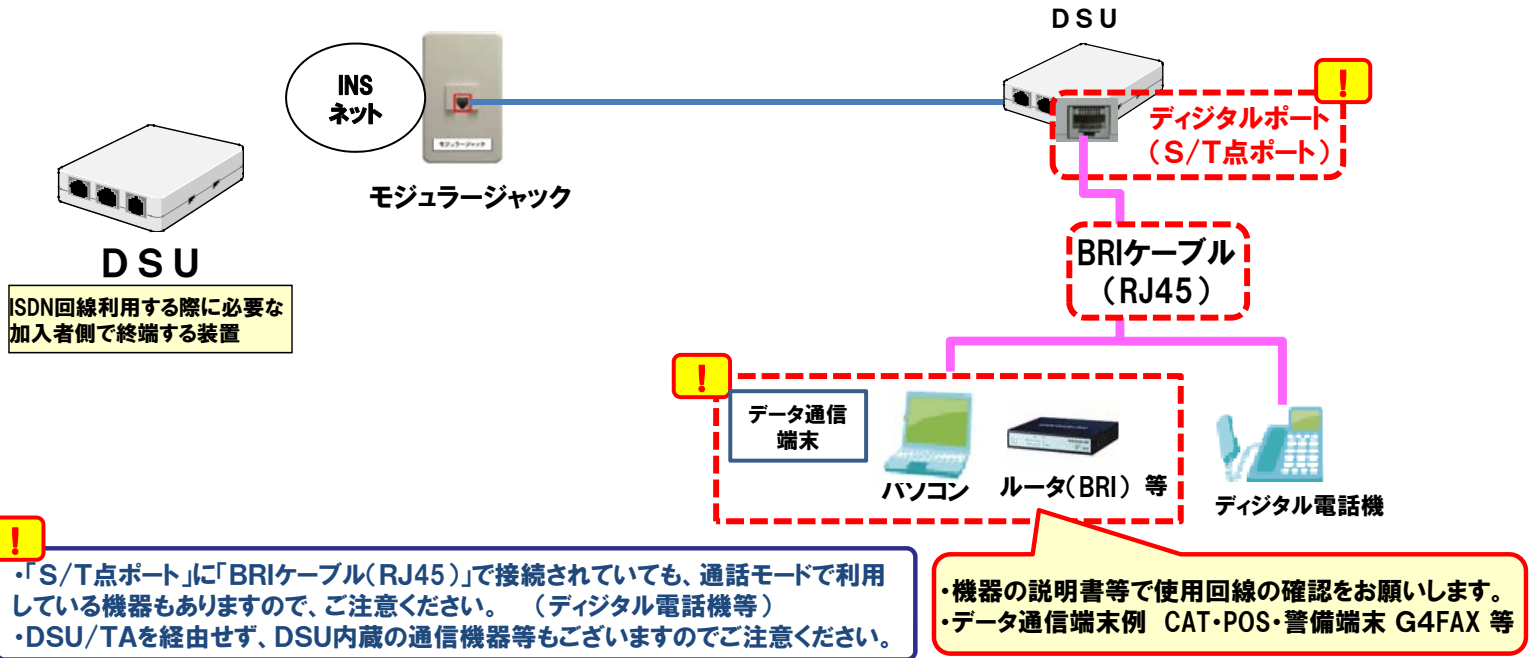 DSU
INS
ネット
モジュラージャック
モジュラージャック
!
ディジタルポート
(S/T点ポート)
DSU
ISDN回線利用する際に必要な
加入者側で終端する装置
BRIケーブル
(RJ45)
!
データ通信
端末
パソコン
ルータ(BRI) 等
ディジタル電話機
!
・「S/T点ポート」に「BRIケーブル(RJ45)」で接続されていても、通話モードで利用
している機器もありますので、ご注意ください。 (ディジタル電話機等)
・DSU/TAを経由せず、DSU内蔵の通信機器等もございますのでご注意ください。
・機器の説明書等で使用回線の確認をお願いします。
・データ通信端末例 CAT・POS・警備端末 G4FAX 等